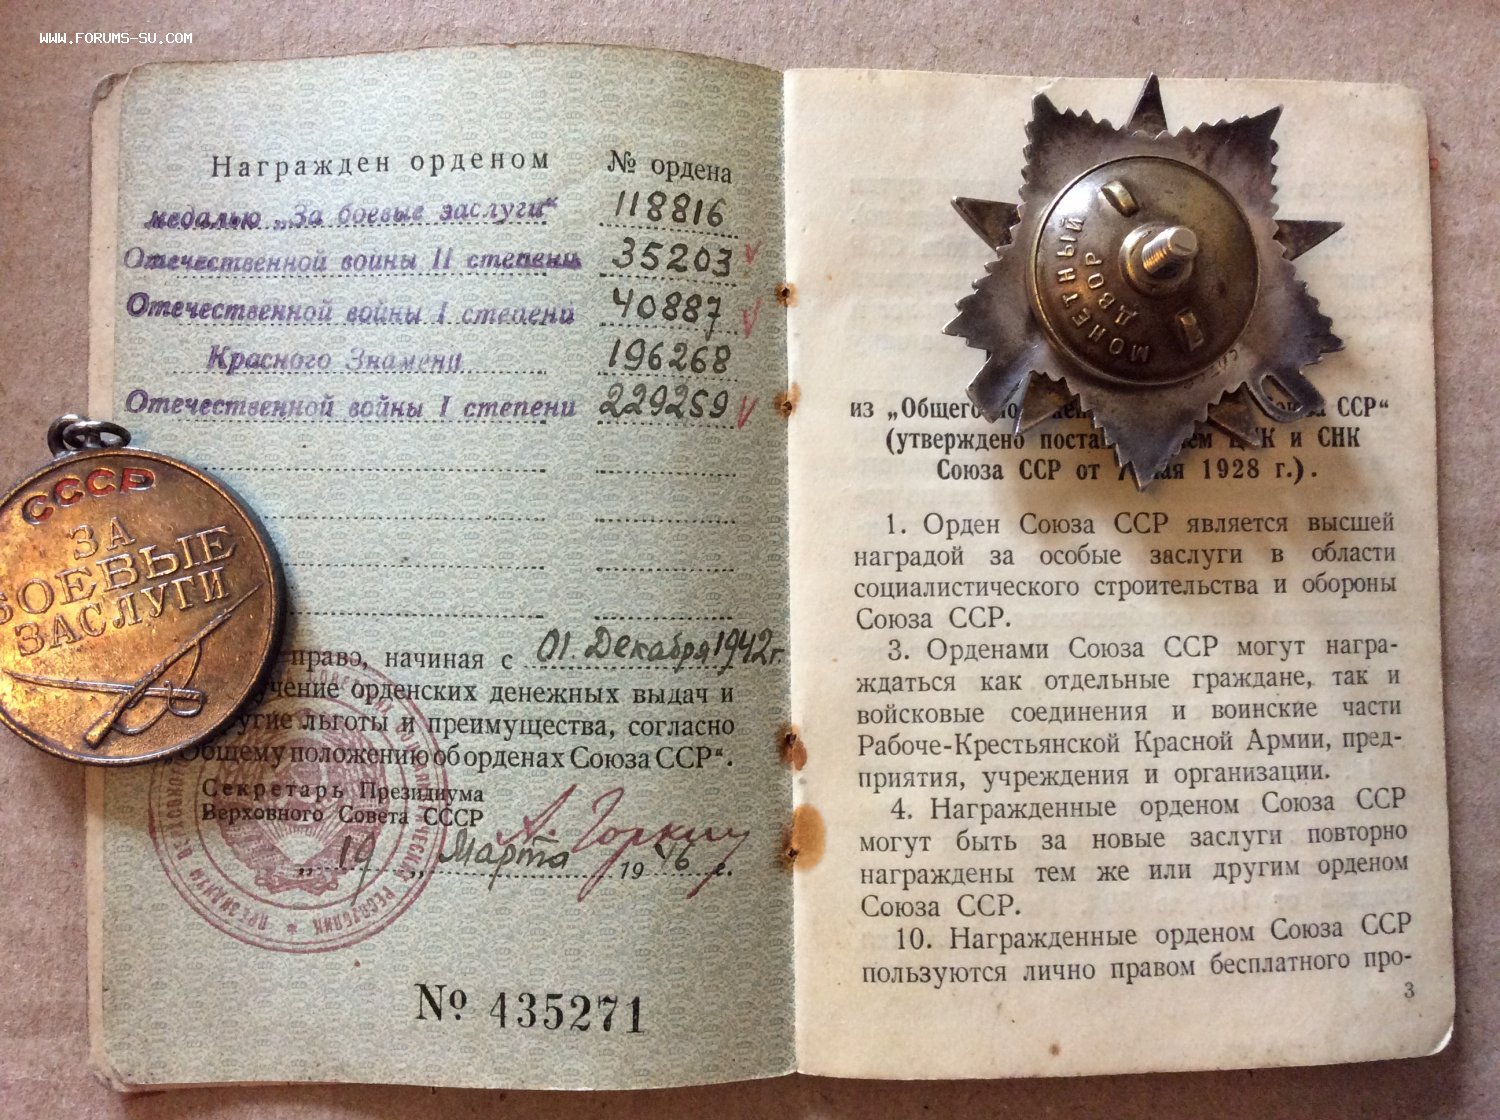 WWW.FORUMS-SU.COM
Награжден орденом № ордена
медалью „За боевые заслуги“ 118816
Отечественной войны II степени 35203
Отечественной войны I степени 40887
Красного Знамени 196268
Отечественной войны I степени 229259
право, начиная с 01. Декабря 1942 г.
орденских денежных выдач и
льготы и преимущества, согласно
„Общему положению об орденах Союза ССР“.
Секретарь Президиума
Верховного Совета СССР
А. Горкин
„19„ Марта 1946 г.
№ 435271
СССР
ЗА
БОЕВЫЕ
ЗАСЛУГИ
МОНЕТНЫЙ
ДВОР
из „Общего ССР“
(утверждено и СНК
Союза ССР от 7 мая 1928 г.).
1. Орден Союза ССР является высшей
наградой за особые заслуги в области
социалистического строительства и обороны
Союза ССР.
3. Орденами Союза ССР могут награ-
ждаться как отдельные граждане, так и
войсковые соединения и воинские части
Рабоче-Крестьянской Красной Армии, пред-
приятия, учреждения и организации.
4. Награжденные орденом Союза ССР
могут быть за новые заслуги повторно
награждены тем же или другим орденом
Союза ССР.
10. Награжденные орденом Союза ССР
пользуются лично правом бесплатного про-
3